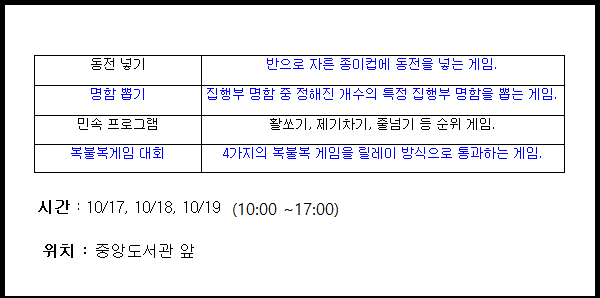 동전 넣기 반으로 자른 종이컵에 동전을 넣는 게임.
명함 뽑기 집행부 명함 중 정해진 개수의 특정 집행부 명함을 뽑는 게임.
민속 프로그램 활쏘기, 제기차기, 줄넘기 등 순위 게임.
복불복게임 대회 4가지의 복불복 게임을 릴레이 방식으로 통과하는 게임.
시간 : 10/17, 10/18, 10/19 (10:00 ~17:00)
위치 : 중앙도서관 앞